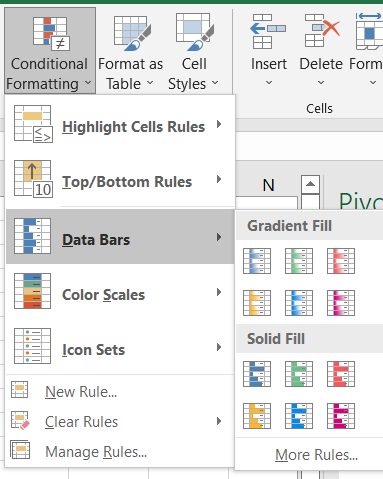 Conditional
Formatting
Format as
Table
Cell
Styles
Insert
Delete
Form
Cells
Highlight Cells Rules
Top/Bottom Rules
10
Data Bars
Color Scales
Icon Sets
New Rule...
Clear Rules
Manage Rules...
N
Pivo
Gradient Fill
Solid Fill
More Rules...